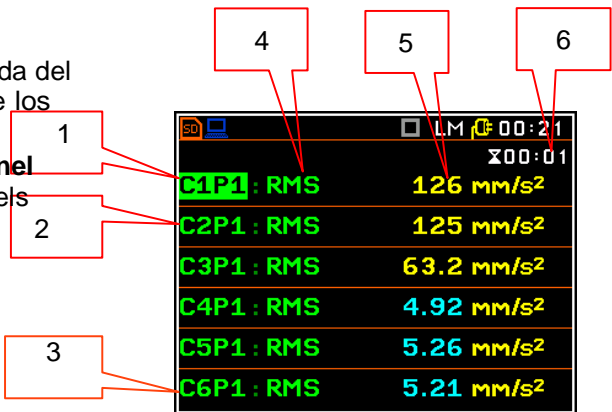 4 5 6
da del
e los
1
nel
els
2
3
SD LM 00:21
00:01
C1P1 : RMS 126 mm/s²
C2P1 : RMS 125 mm/s²
C3P1 : RMS 63.2 mm/s²
C4P1 : RMS 4.92 mm/s²
C5P1 : RMS 5.26 mm/s²
C6P1 : RMS 5.21 mm/s²